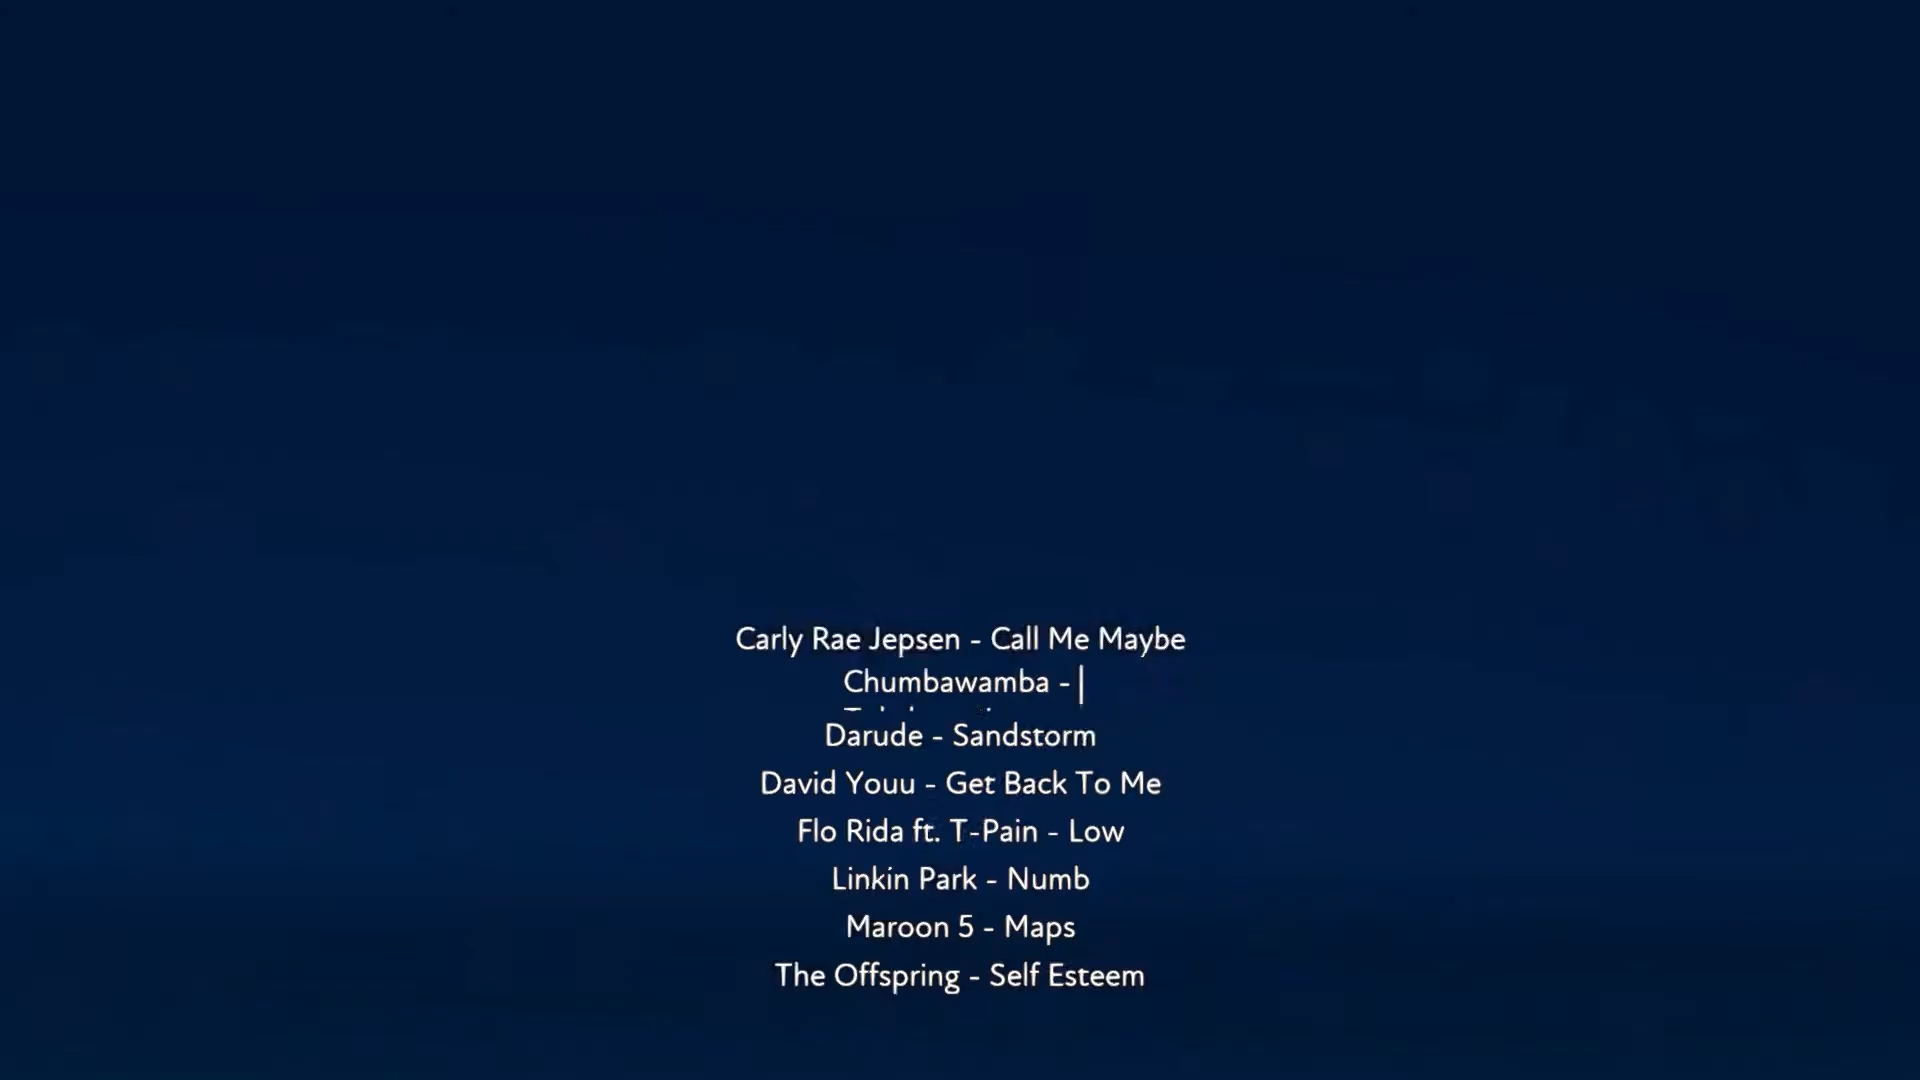 Carly Rae Jepsen - Call Me Maybe
Chumbawamba -
Darude - Sandstorm
David Youu - Get Back To Me
Flo Rida ft. T-Pain - Low
Linkin Park - Numb
Maroon 5 - Maps
The Offspring - Self Esteem